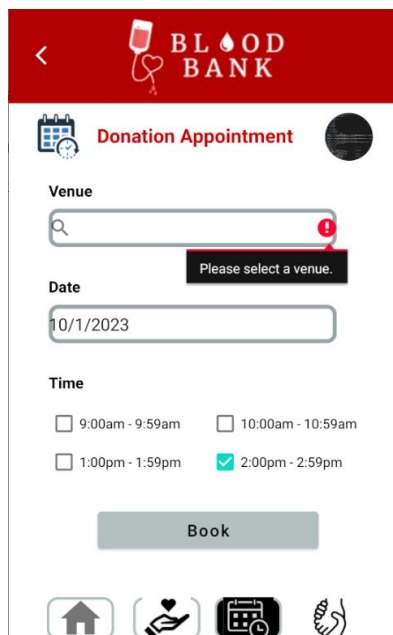 BLOOD
BANK
Donation Appointment
Venue
Please select a venue.
Date
10/1/2023
Time
9:00am - 9:59am
10:00am - 10:59am
1:00pm - 1:59pm
2:00pm - 2:59pm
Book